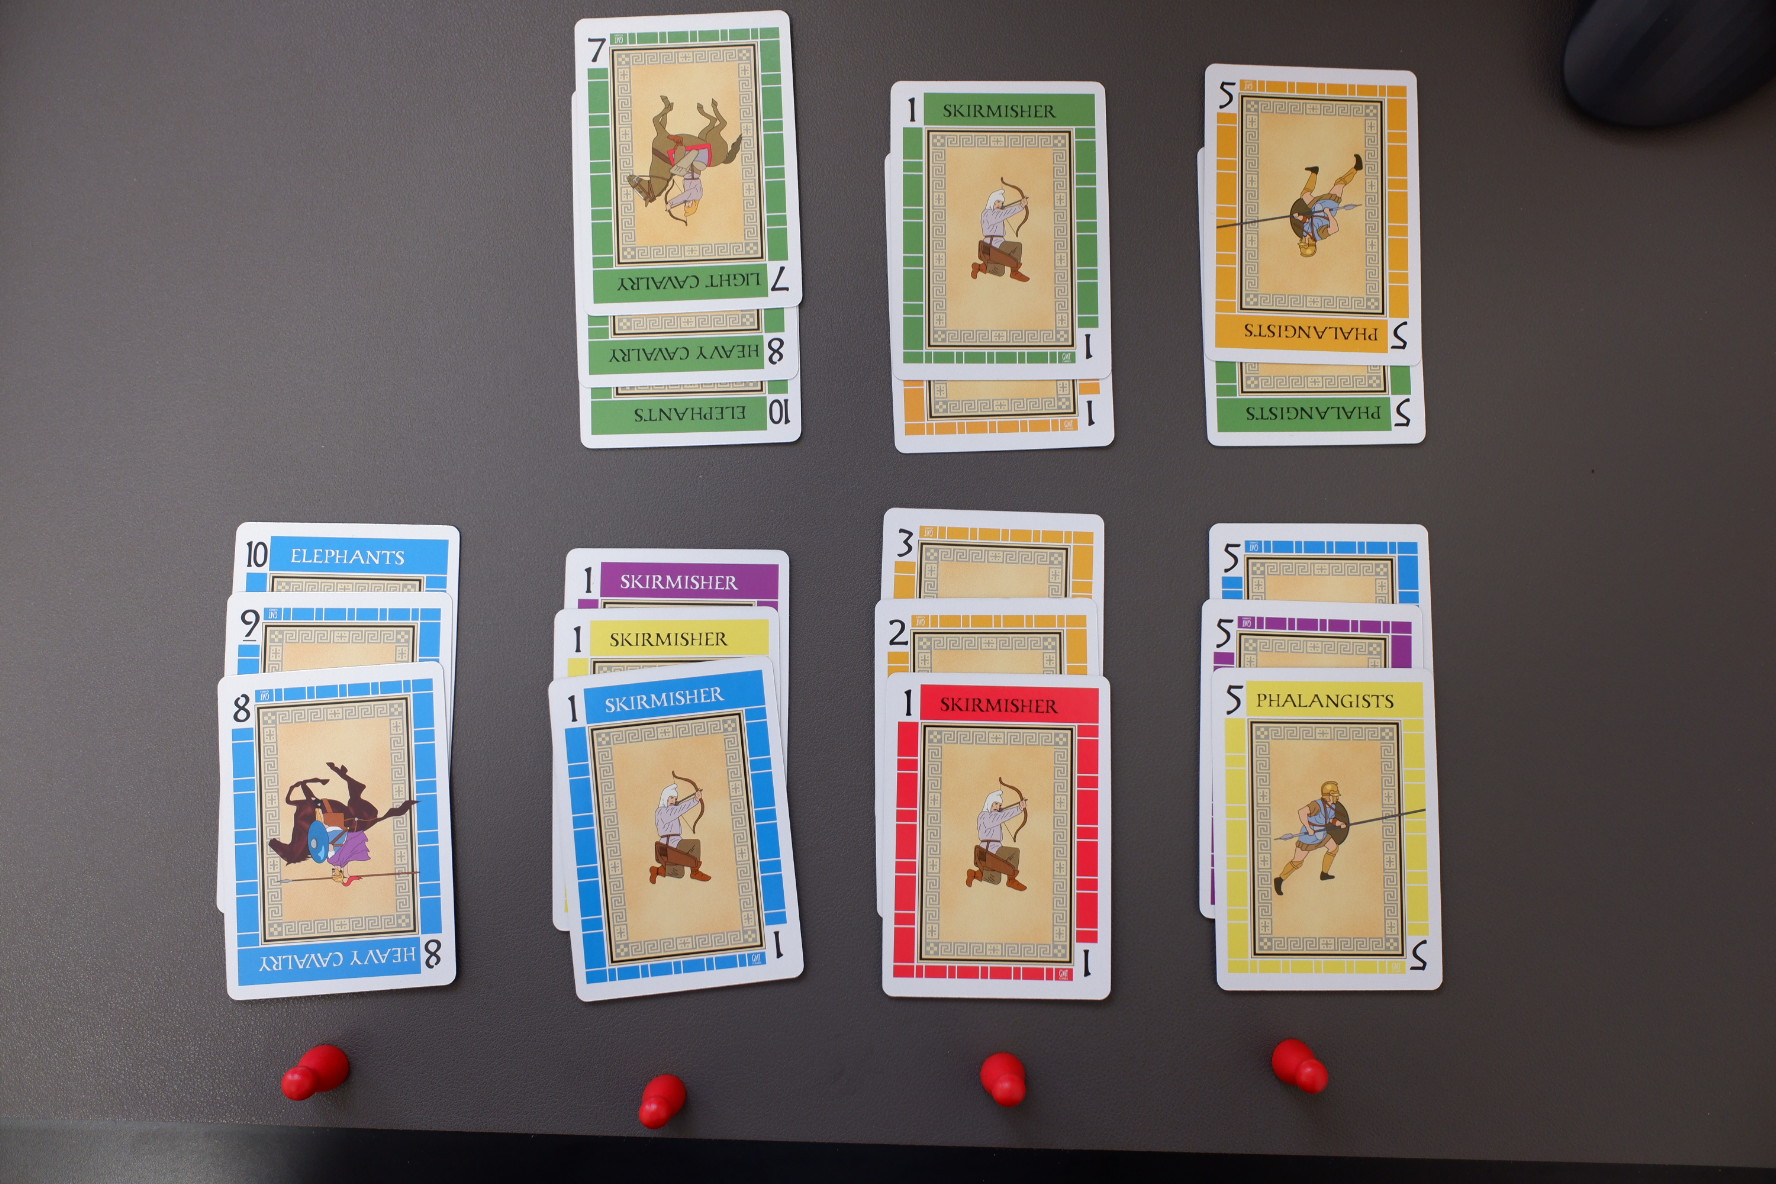 7
LIGHT CAVALRY 7
HEAVY CAVALRY 8
ELEPHANTS 10
1 SKIRMISHER
1
1
5
PHALANGISTS 5
PHALANGISTS 5
10 ELEPHANTS
9
8
HEAVY CAVALRY 8
1 SKIRMISHER
1 SKIRMISHER
1 SKIRMISHER
1
3
2
1 SKIRMISHER
1
5
5
5 PHALANGISTS
5